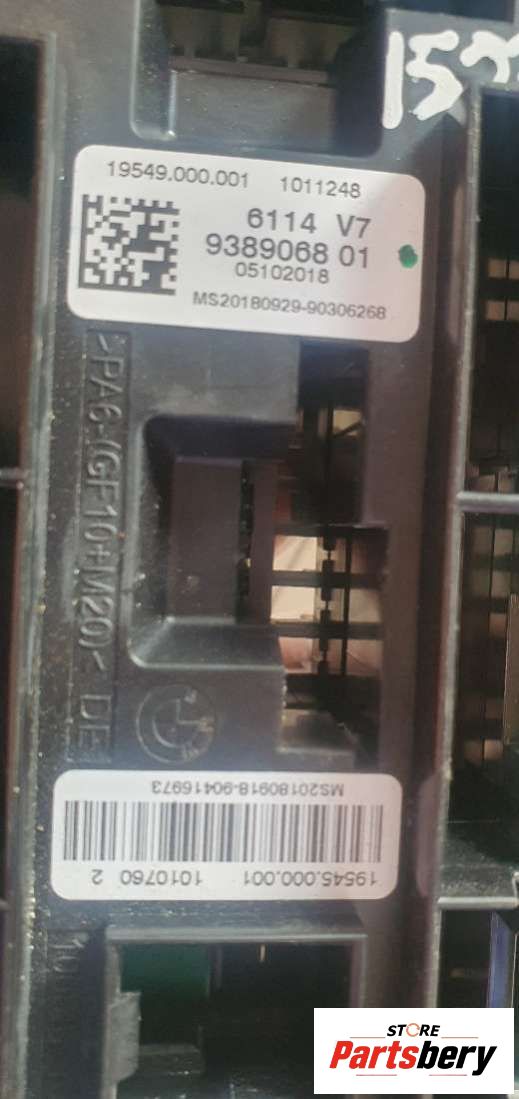 19549.000.001 1011248
6114 V7
9389068 01
05102018
MS20180929-90306268
>PA6-(GF10+M20)< DE
MS20180918-90416973
19545.000.001 1010760 2
STORE
Partsbery